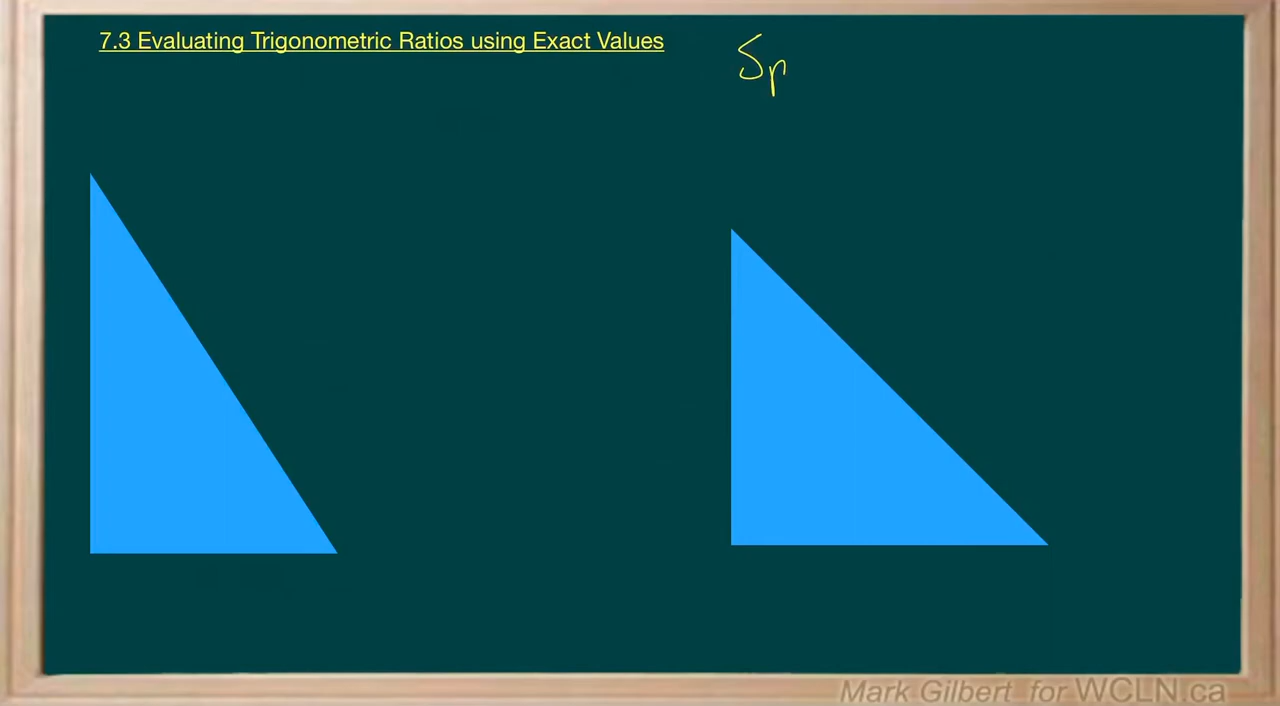 7.3 Evaluating Trigonometric Ratios using Exact Values
Sp
Mark Gilbert for WCLN.ca